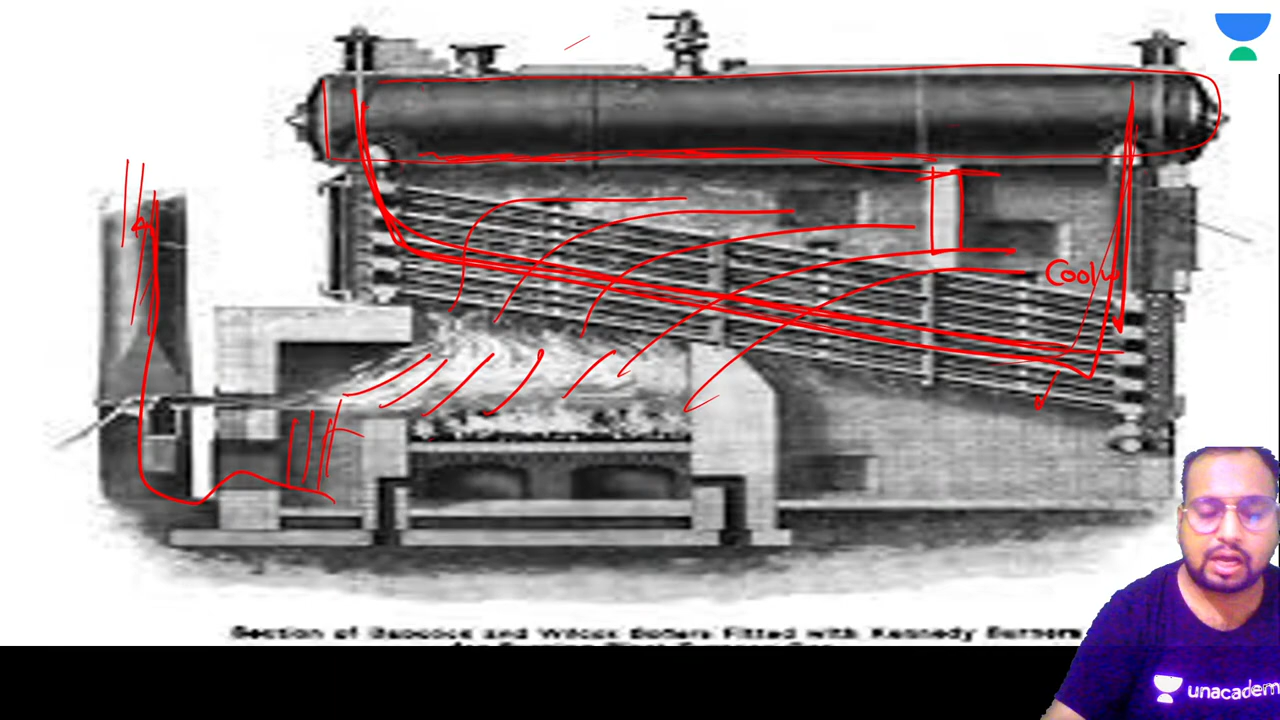 Cool
Section of Babcock and Wilcox Boilers Fitted with Kennedy Burners
unacadem